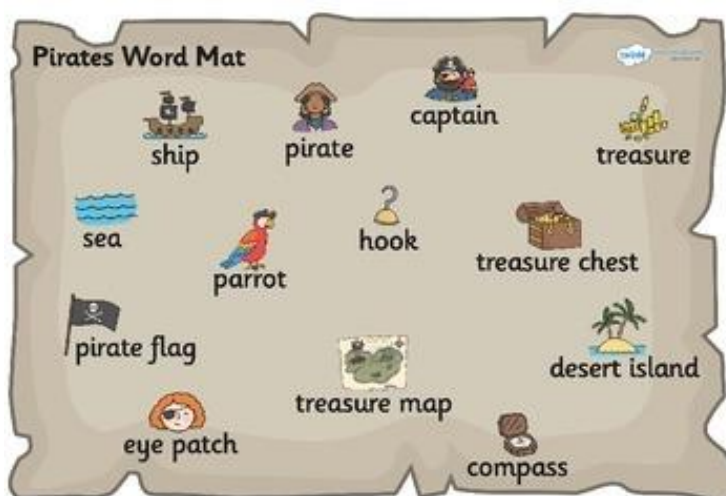 Pirates Word Mat
captain
ship
pirate
treasure
sea
parrot
hook
treasure chest
pirate flag
treasure map
desert island
eye patch
compass